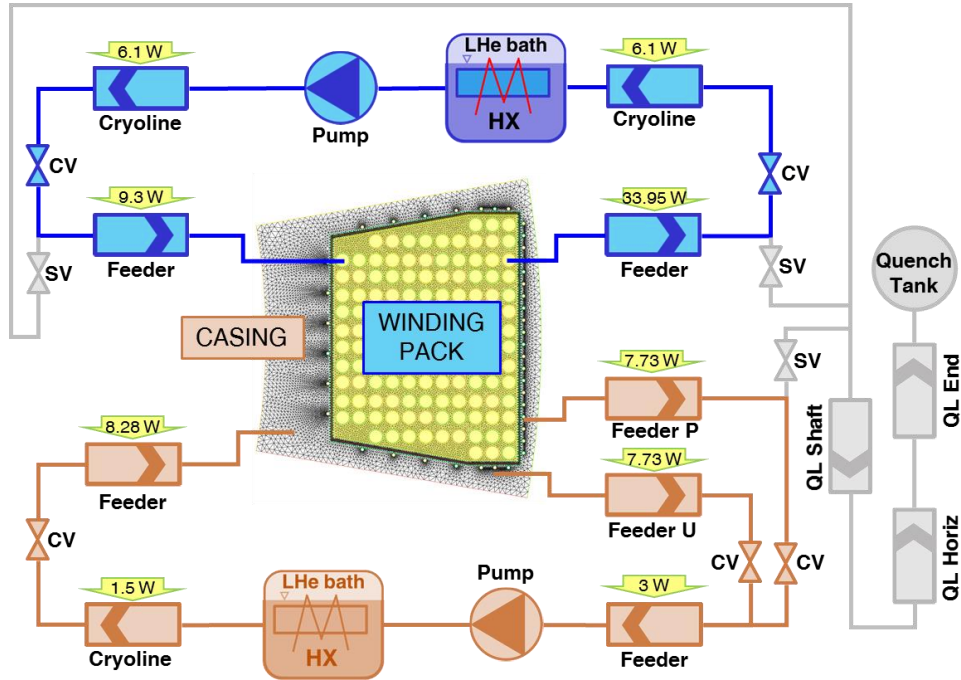 6.1 W
LHe bath
6.1 W
HX
Cryoline
Pump
Cryoline
CV
CV
9.3 W
33.95 W
Feeder
Feeder
SV
SV
Quench
Tank
CASING
WINDING
PACK
SV
7.73 W
Feeder P
QL End
QL Shaft
8.28 W
7.73 W
Feeder
Feeder U
CV
CV
CV
QL Horiz
1.5 W
LHe bath
Pump
3 W
HX
Cryoline
Feeder